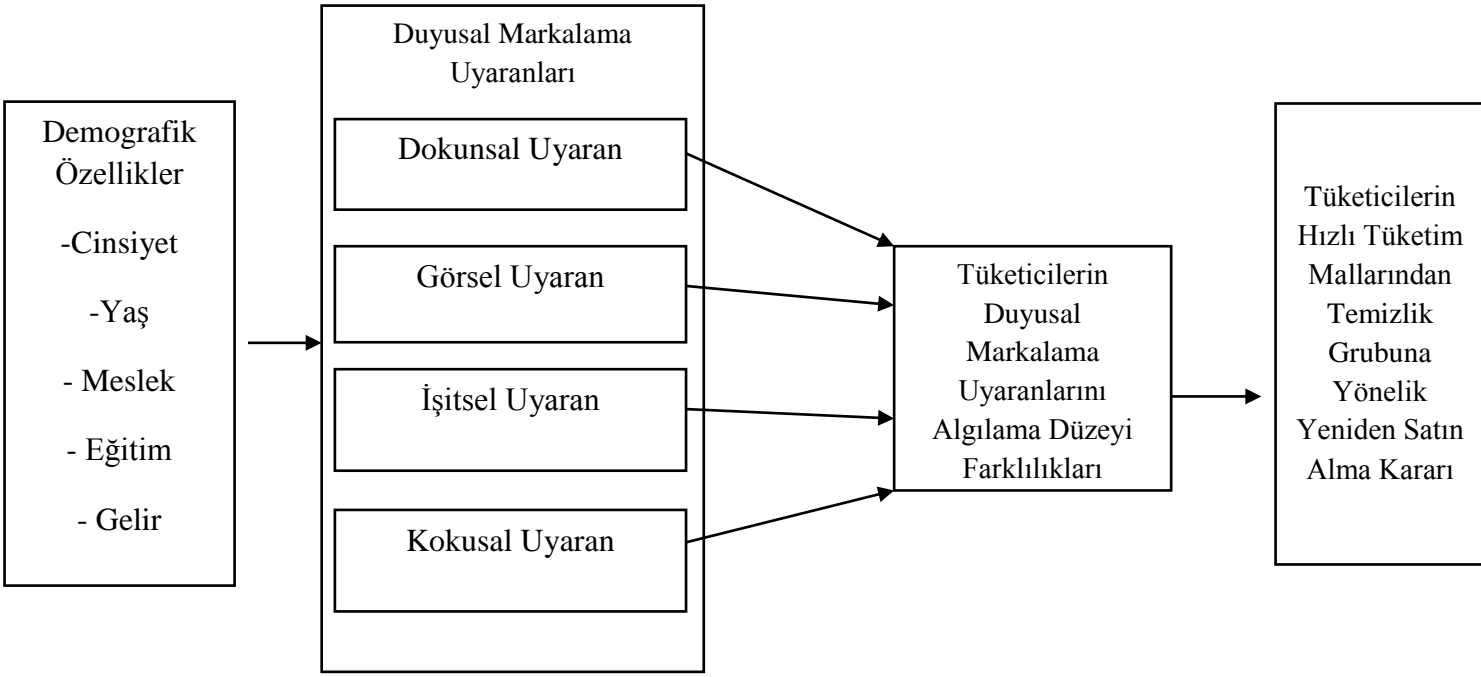 Demografik
Özellikler
-Cinsiyet
-Yaş
- Meslek
- Eğitim
- Gelir
Duyusal Markalama
Uyaranları
Dokunsal Uyaran
Görsel Uyaran
İşitsel Uyaran
Kokusal Uyaran
Tüketicilerin
Duyusal
Markalama
Uyaranlarını
Algılama Düzeyi
Farklılıkları
Tüketicilerin
Hızlı Tüketim
Mallarından
Temizlik
Grubuna
Yönelik
Yeniden Satın
Alma Kararı